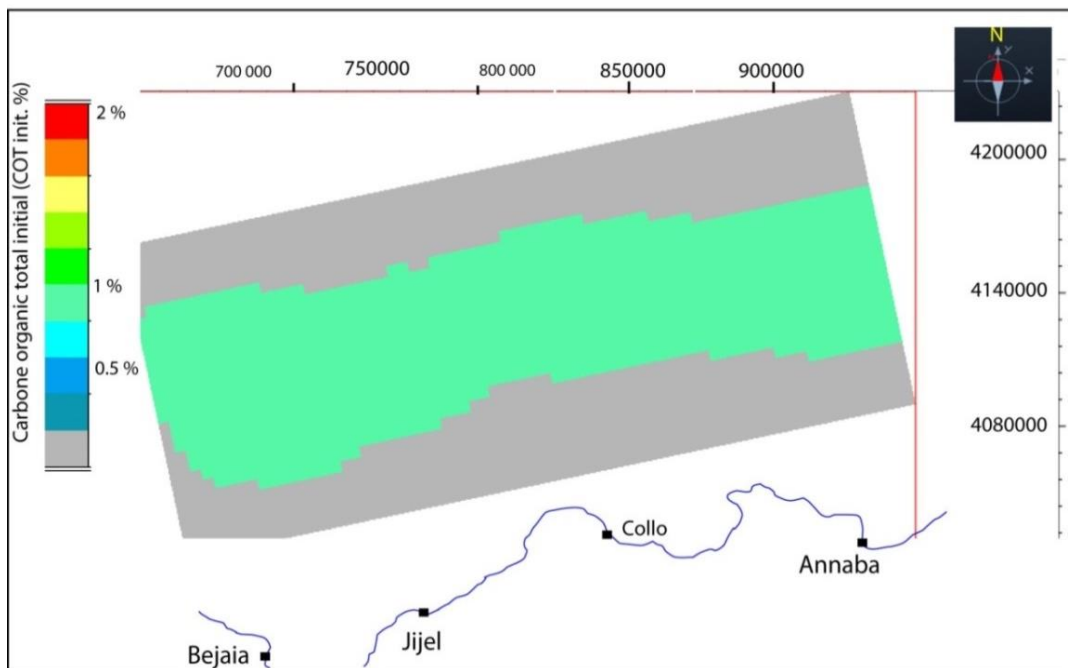 N
Y
X
700 000
750000
800 000
850000
900000
4200000
4140000
4080000
Carbone organic total initial (COT init. %)
2 %
1 %
0.5 %
Collo
Annaba
Jijel
Bejaia